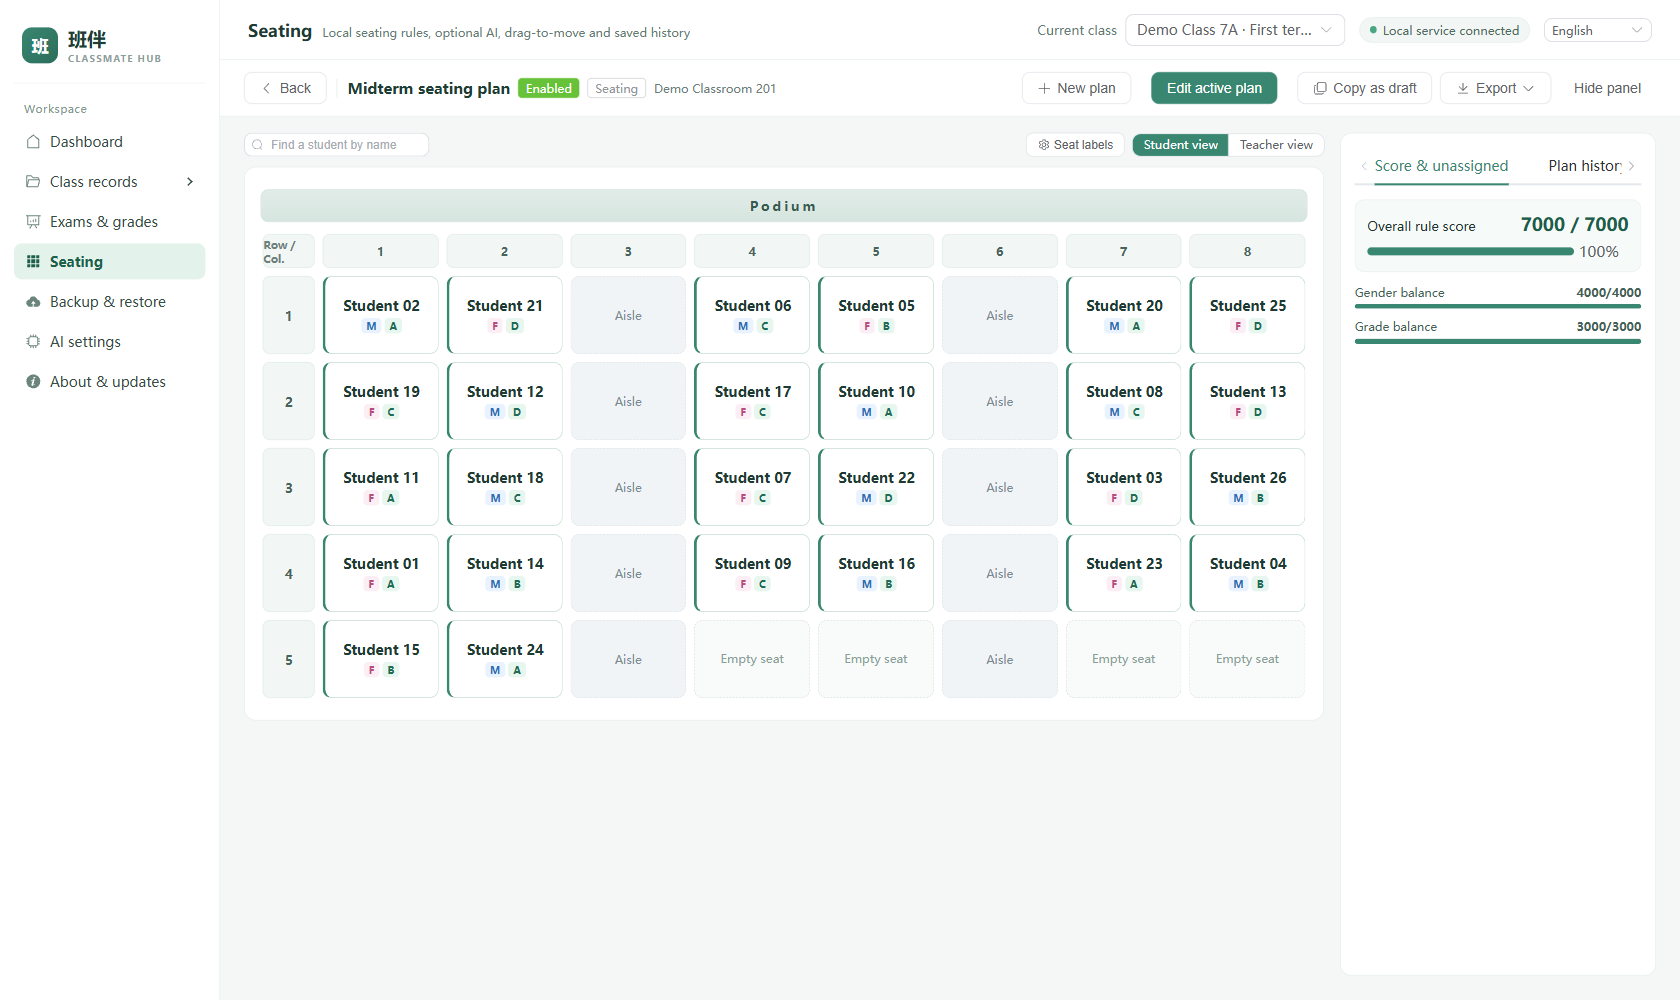 班
班伴
CLASSMATE HUB
Workspace
Dashboard
Class records
Exams & grades
Seating
Backup & restore
AI settings
About & updates
Seating Local seating rules, optional AI, drag-to-move and saved history
Current class Demo Class 7A · First ter... Local service connected English
Back Midterm seating plan Enabled Seating Demo Classroom 201
New plan Edit active plan Copy as draft Export Hide panel
Find a student by name Seat labels Student view Teacher view
Podium
Row / Col. 1 2 3 4 5 6 7 8
1 Student 02 Student 21 Aisle Student 06 Student 05 Aisle Student 20 Student 25
M A F D M C F B M A F D
2 Student 19 Student 12 Aisle Student 17 Student 10 Aisle Student 08 Student 13
F C M D F C M A M C F D
3 Student 11 Student 18 Aisle Student 07 Student 22 Aisle Student 03 Student 26
F A M C F C M D F D M B
4 Student 01 Student 14 Aisle Student 09 Student 16 Aisle Student 23 Student 04
F A M B F C M B F A M B
5 Student 15 Student 24 Aisle Empty seat Empty seat Aisle Empty seat Empty seat
F B M A
Score & unassigned Plan history
Overall rule score 7000 / 7000
100%
Gender balance 4000/4000
Grade balance 3000/3000